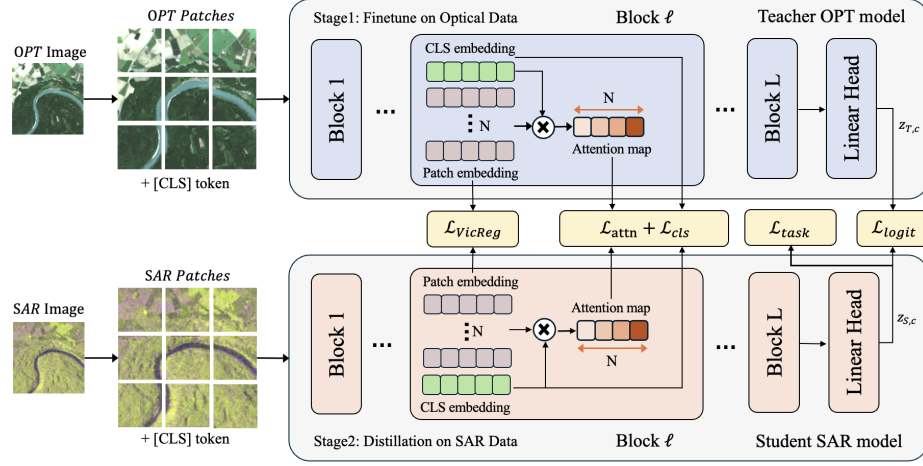 Stage1: Finetune on Optical Data
Block ℓ
Teacher OPT model
OPT Image
OPT Patches
+ [CLS] token
Block 1
...
CLS embedding
N
Patch embedding
N
Attention map
...
Block L
Linear Head
z_{T,c}
ℒ_{VicReg}
ℒ_{attn} + ℒ_{cls}
ℒ_{task}
ℒ_{logit}
SAR Image
SAR Patches
+ [CLS] token
Block 1
...
Patch embedding
N
CLS embedding
Attention map
N
...
Block L
Linear Head
z_{S,c}
Stage2: Distillation on SAR Data
Block ℓ
Student SAR model